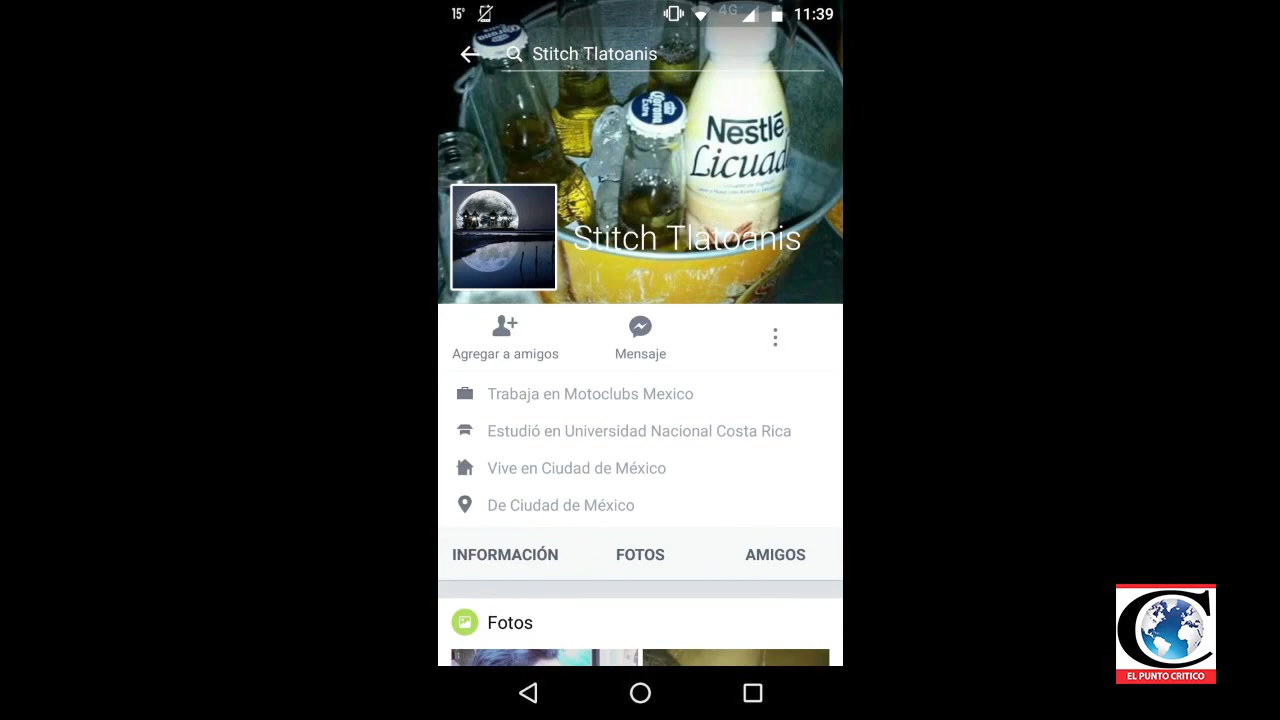 15°
4G
11:39
Stitch Tlatoanis
Corona
Extra
Nestlé
Licuad
Stitch Tlatoanis
Agregar a amigos
Mensaje
Trabaja en Motoclubs Mexico
Estudió en Universidad Nacional Costa Rica
Vive en Ciudad de México
De Ciudad de México
INFORMACIÓN
FOTOS
AMIGOS
Fotos
C
EL PUNTO CRITICO